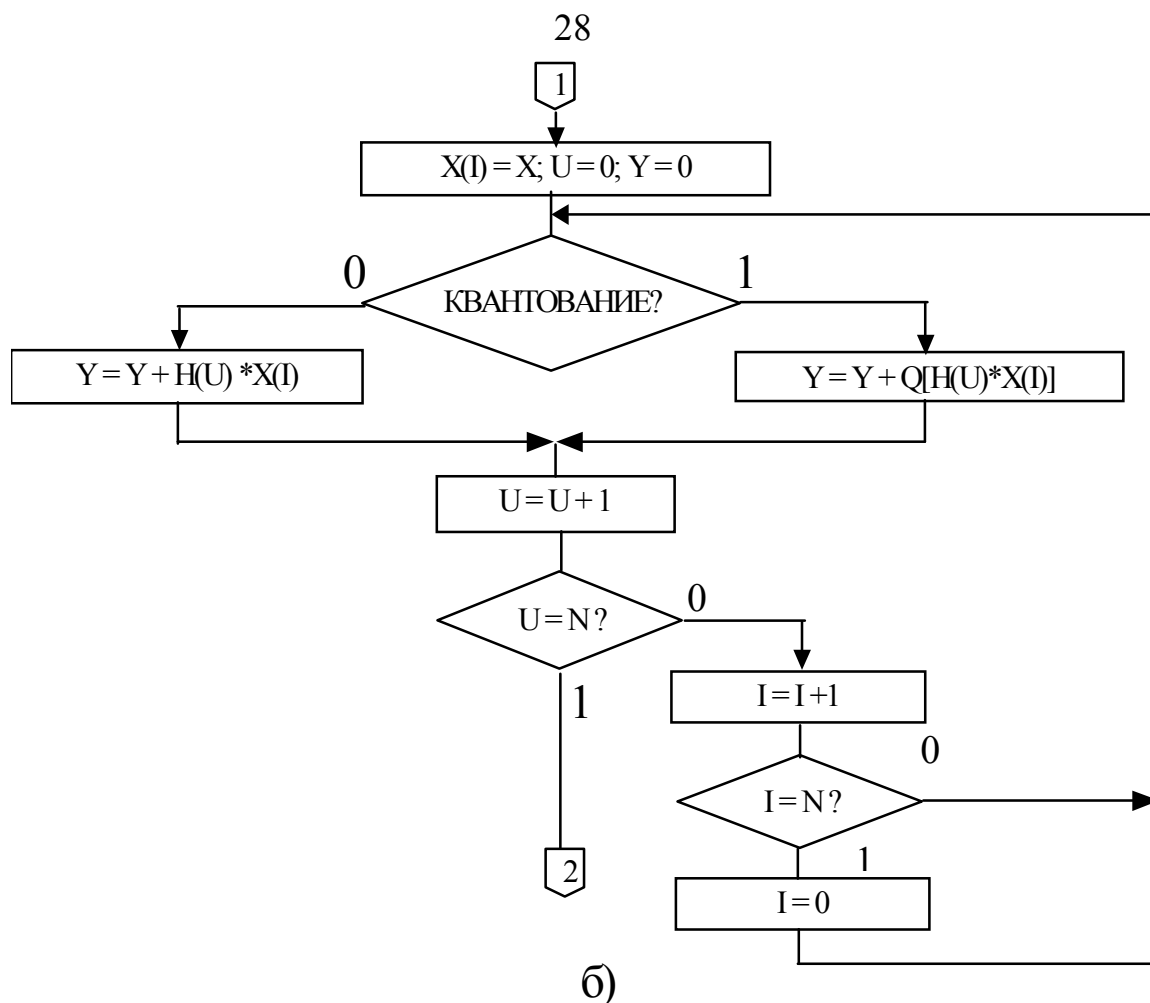 28
1
X(I) = X; U = 0; Y = 0
0
1
КВАНТОВАНИЕ?
Y = Y + H(U) *X(I)
Y = Y + Q[H(U)*X(I)]
U = U + 1
U = N ?
0
1
I = I +1
0
I = N ?
1
2
I = 0
б)